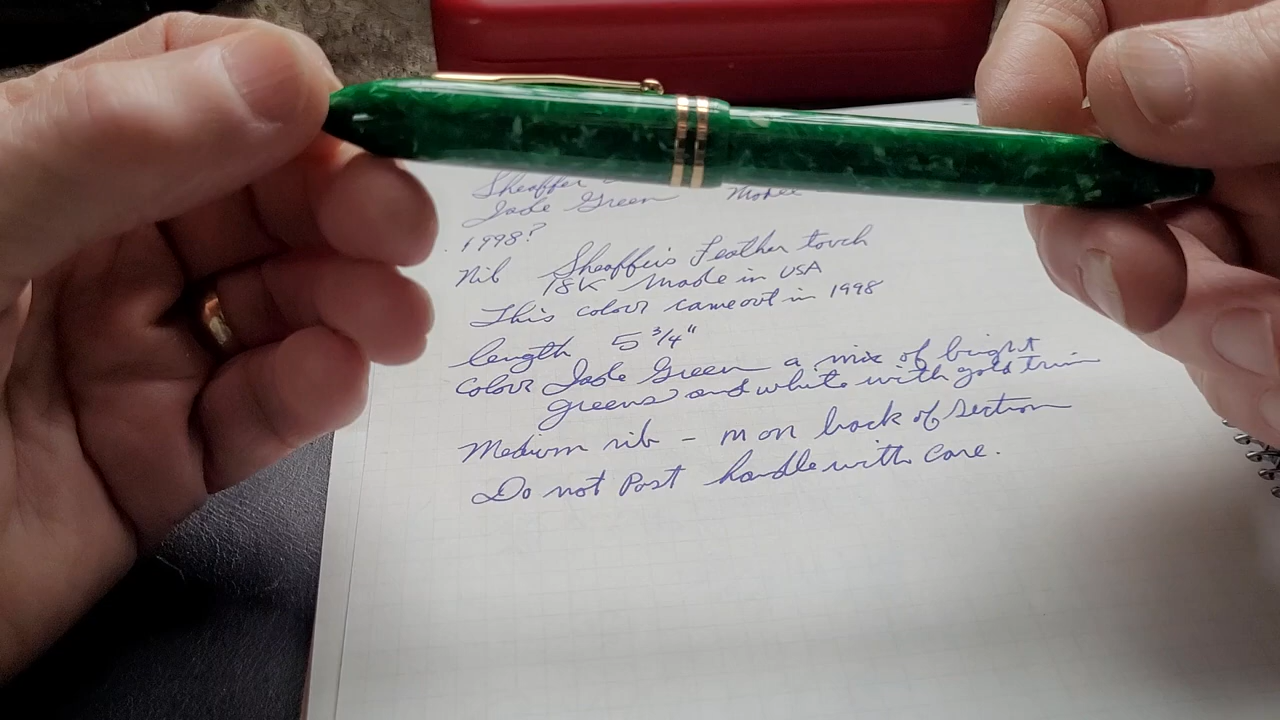 Sheaffer
Jade Green
1998?
Nib Sheaffer's Feather touch
18K Made in USA
This colour came out in 1998
length 5 3/4"
colour Jade Green a mix of bright
greens and white with gold trim
Medium nib - M on back of section
Do not Post handle with care.